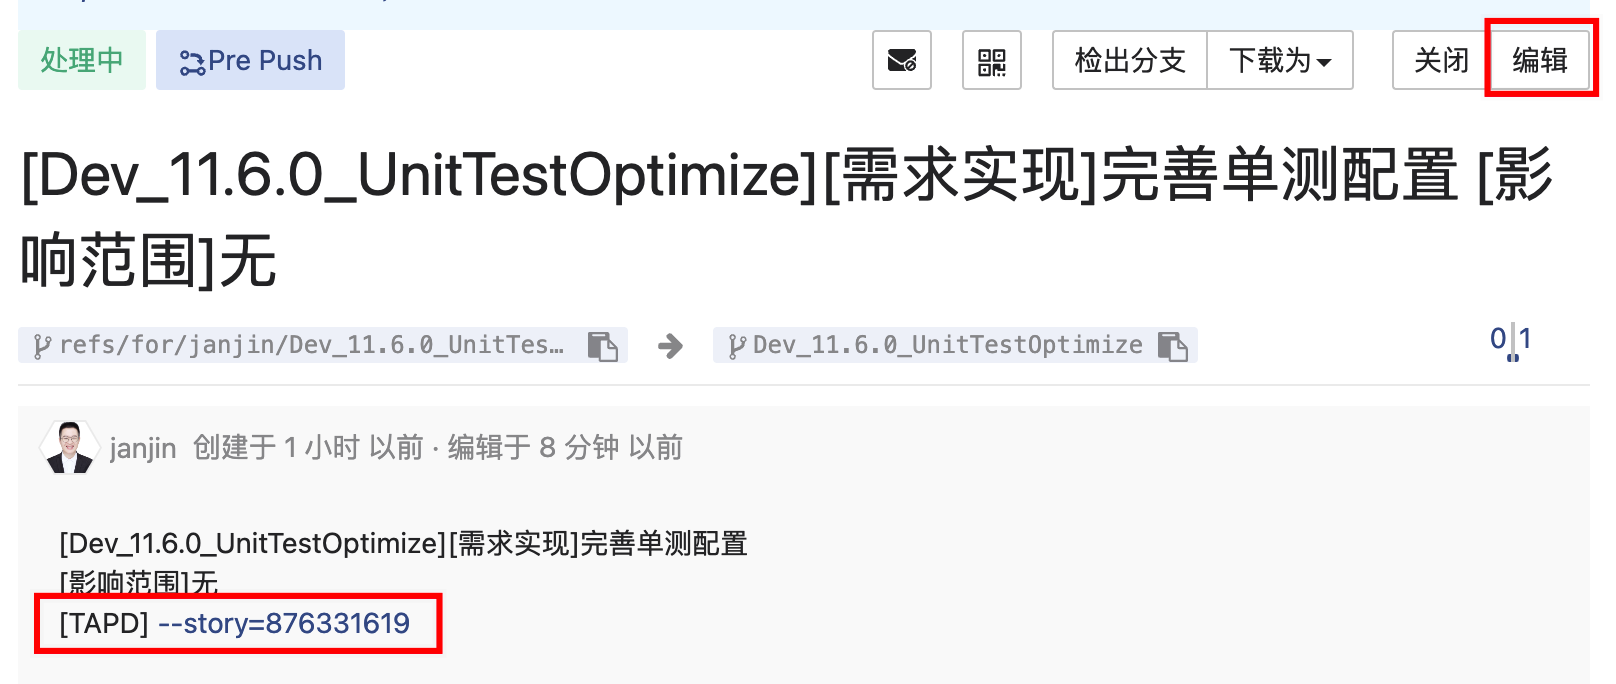 处理中
Pre Push
检出分支
下载为
关闭
编辑
[Dev_11.6.0_UnitTestOptimize][需求实现]完善单测配置 [影
响范围]无
refs/for/janjin/Dev_11.6.0_UnitTes…
Dev_11.6.0_UnitTestOptimize
0 1
janjin 创建于 1 小时 以前 · 编辑于 8 分钟 以前
[Dev_11.6.0_UnitTestOptimize][需求实现]完善单测配置
[影响范围]无
[TAPD] --story=876331619